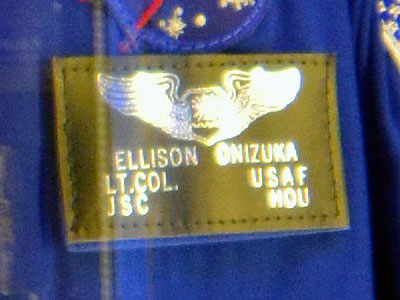 ELLISON ONIZUKA
LT.COL. USAF
JSC MOU